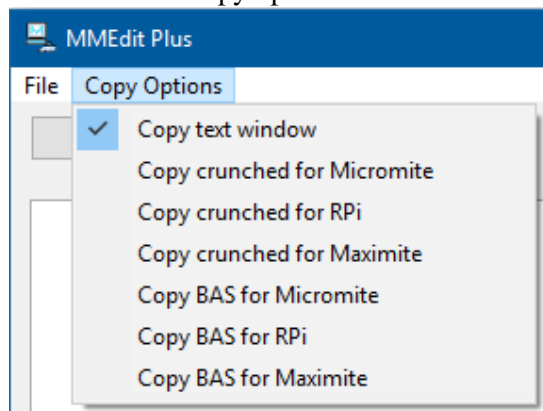 MMEdit Plus
File Copy Options
Copy text window
Copy crunched for Micromite
Copy crunched for RPi
Copy crunched for Maximite
Copy BAS for Micromite
Copy BAS for RPi
Copy BAS for Maximite